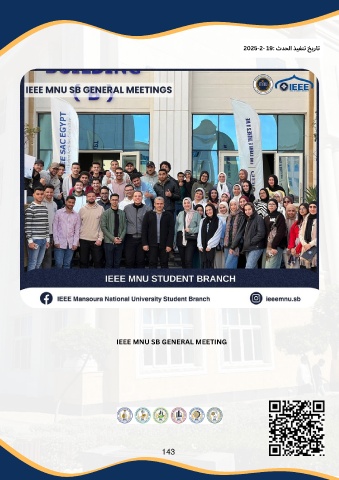 تاريخ تنفيذ الحدث :19 -2-2025
BUILDING
( B )
IEEE MNU SB GENERAL MEETINGS
IEEE
IEEE SAC EGYPT
IEEE MNU STUDENT BRANCH
IEEE Mansoura National University Student Branch
ieeemnu.sb
IEEE MNU SB GENERAL MEETING
143